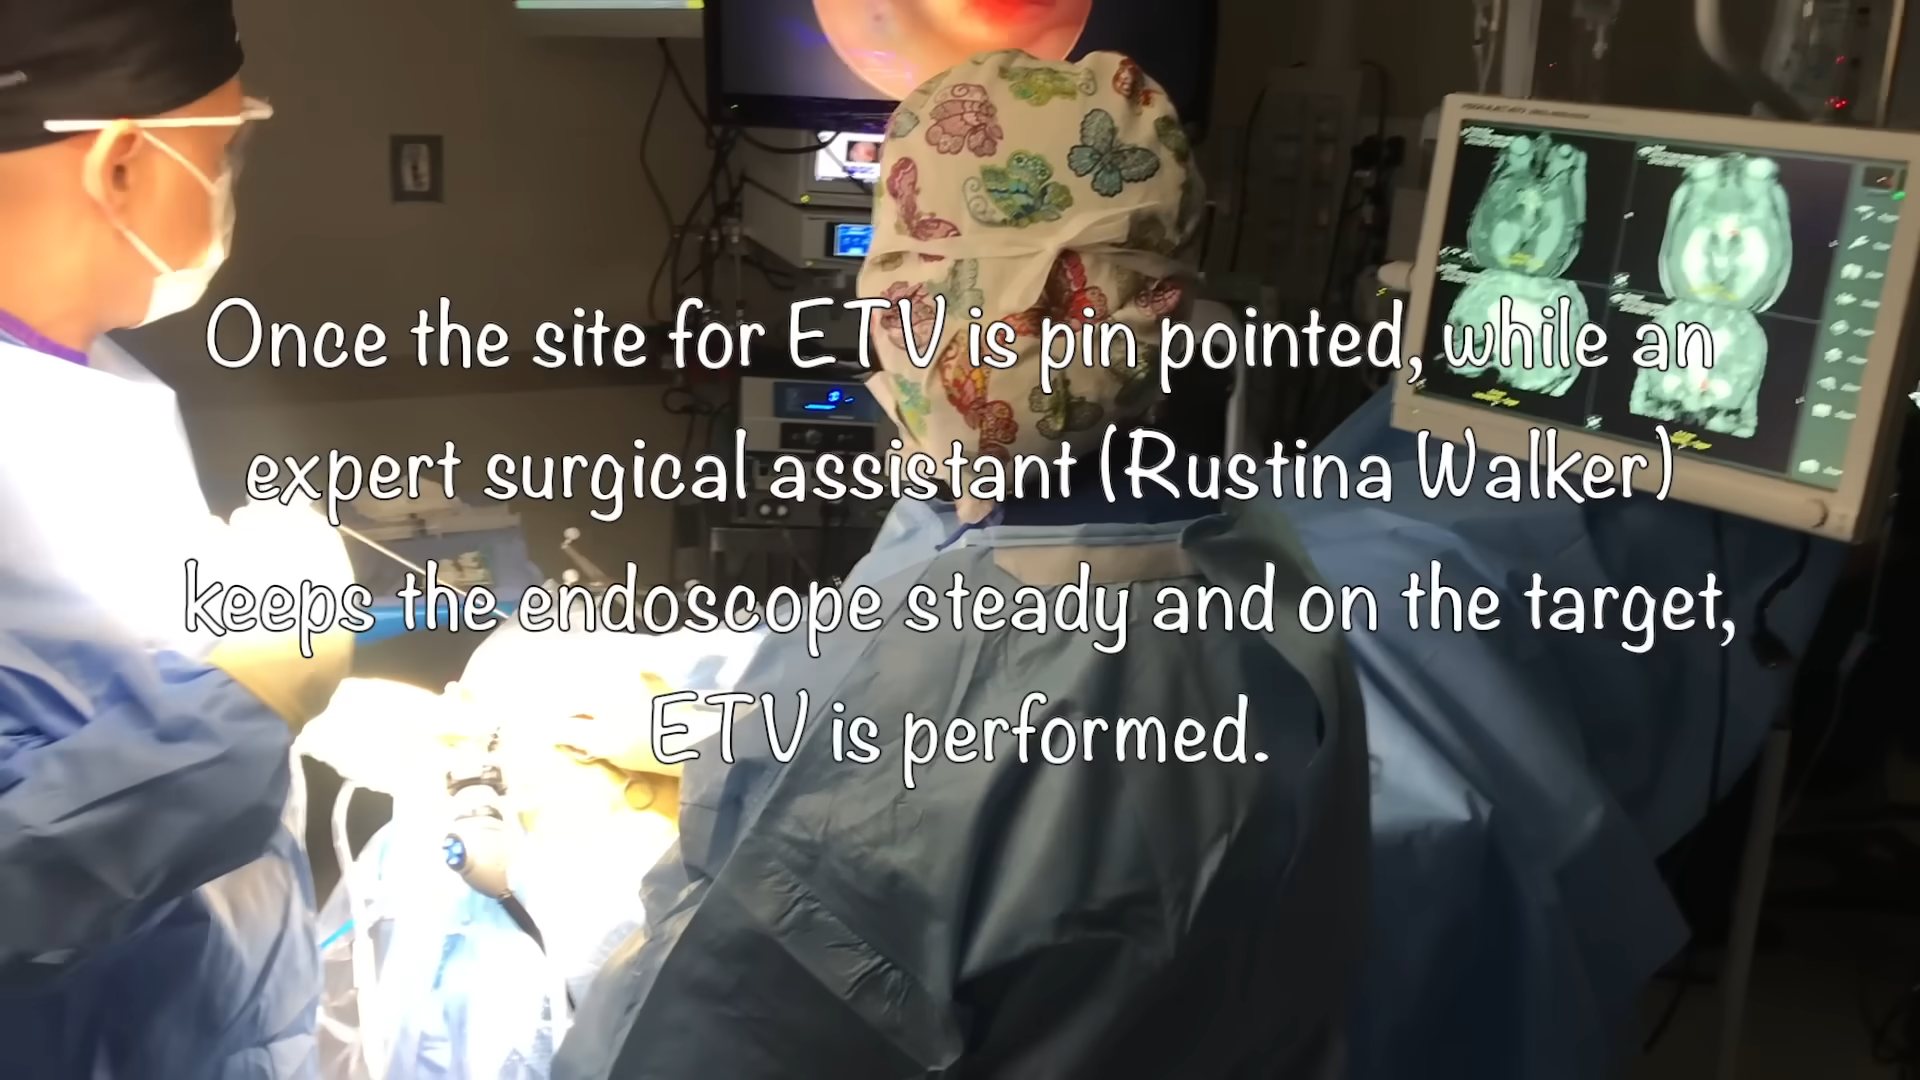 Once the site for ETV is pin pointed, while an
expert surgical assistant (Rustina Walker)
keeps the endoscope steady and on the target,
ETV is performed.